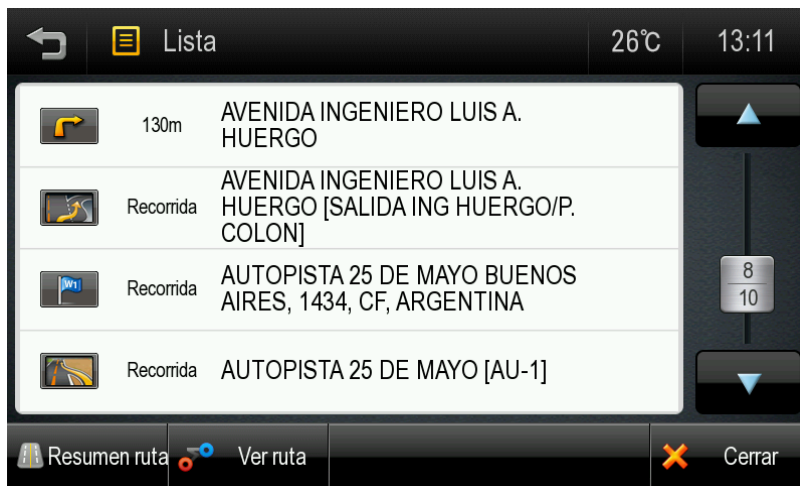 Lista
26℃
13:11
130m
AVENIDA INGENIERO LUIS A.
HUERGO
Recorrida
AVENIDA INGENIERO LUIS A.
HUERGO [SALIDA ING HUERGO/P.
COLON]
W1
Recorrida
AUTOPISTA 25 DE MAYO BUENOS
AIRES, 1434, CF, ARGENTINA
Recorrida
AUTOPISTA 25 DE MAYO [AU-1]
8
10
Resumen ruta
Ver ruta
Cerrar